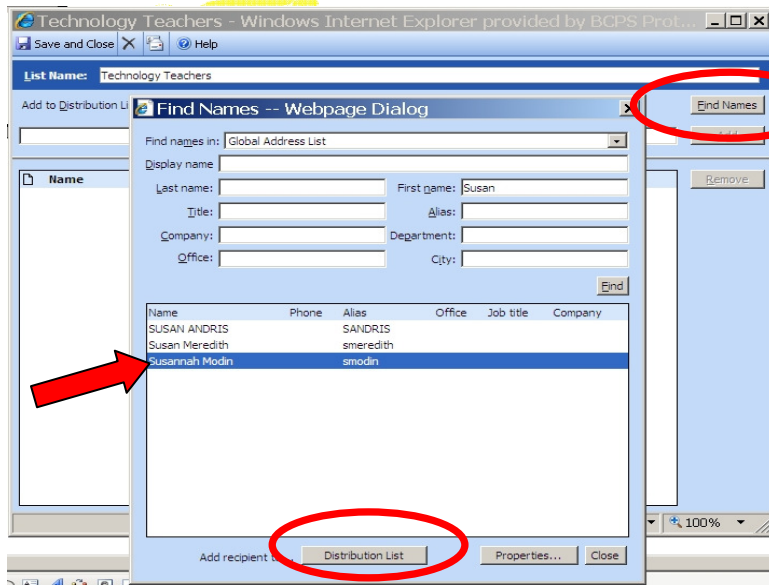 Technology Teachers - Windows Internet Explorer provided by BCPS Prot...
Save and Close Help
List Name: Technology Teachers
Add to Distribution Li
Find Names
Find Names -- Webpage Dialog
Add
Find names in: Global Address List
Display name
Name
Remove
Last name: First name: Susan
Title: Alias:
Company: Department:
Office: City:
Find
Name Phone Alias Office Job title Company
SUSAN ANDRIS SANDRIS
Susan Meredith smeredith
Susannah Modin smodin
100%
Add recipient t... Distribution List Properties... Close